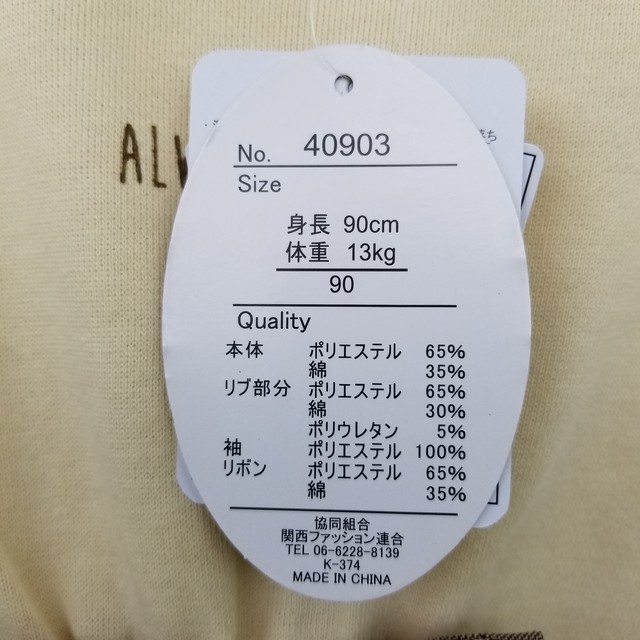 ALW
No. 40903
Size
身長 90cm
体重 13kg
90
Quality
本体 ポリエステル 65%
綿 35%
リブ部分 ポリエステル 65%
綿 30%
ポリウレタン 5%
袖 ポリエステル 100%
リボン ポリエステル 65%
綿 35%
協同組合
関西ファッション連合
TEL 06-6228-8139
K-374
MADE IN CHINA